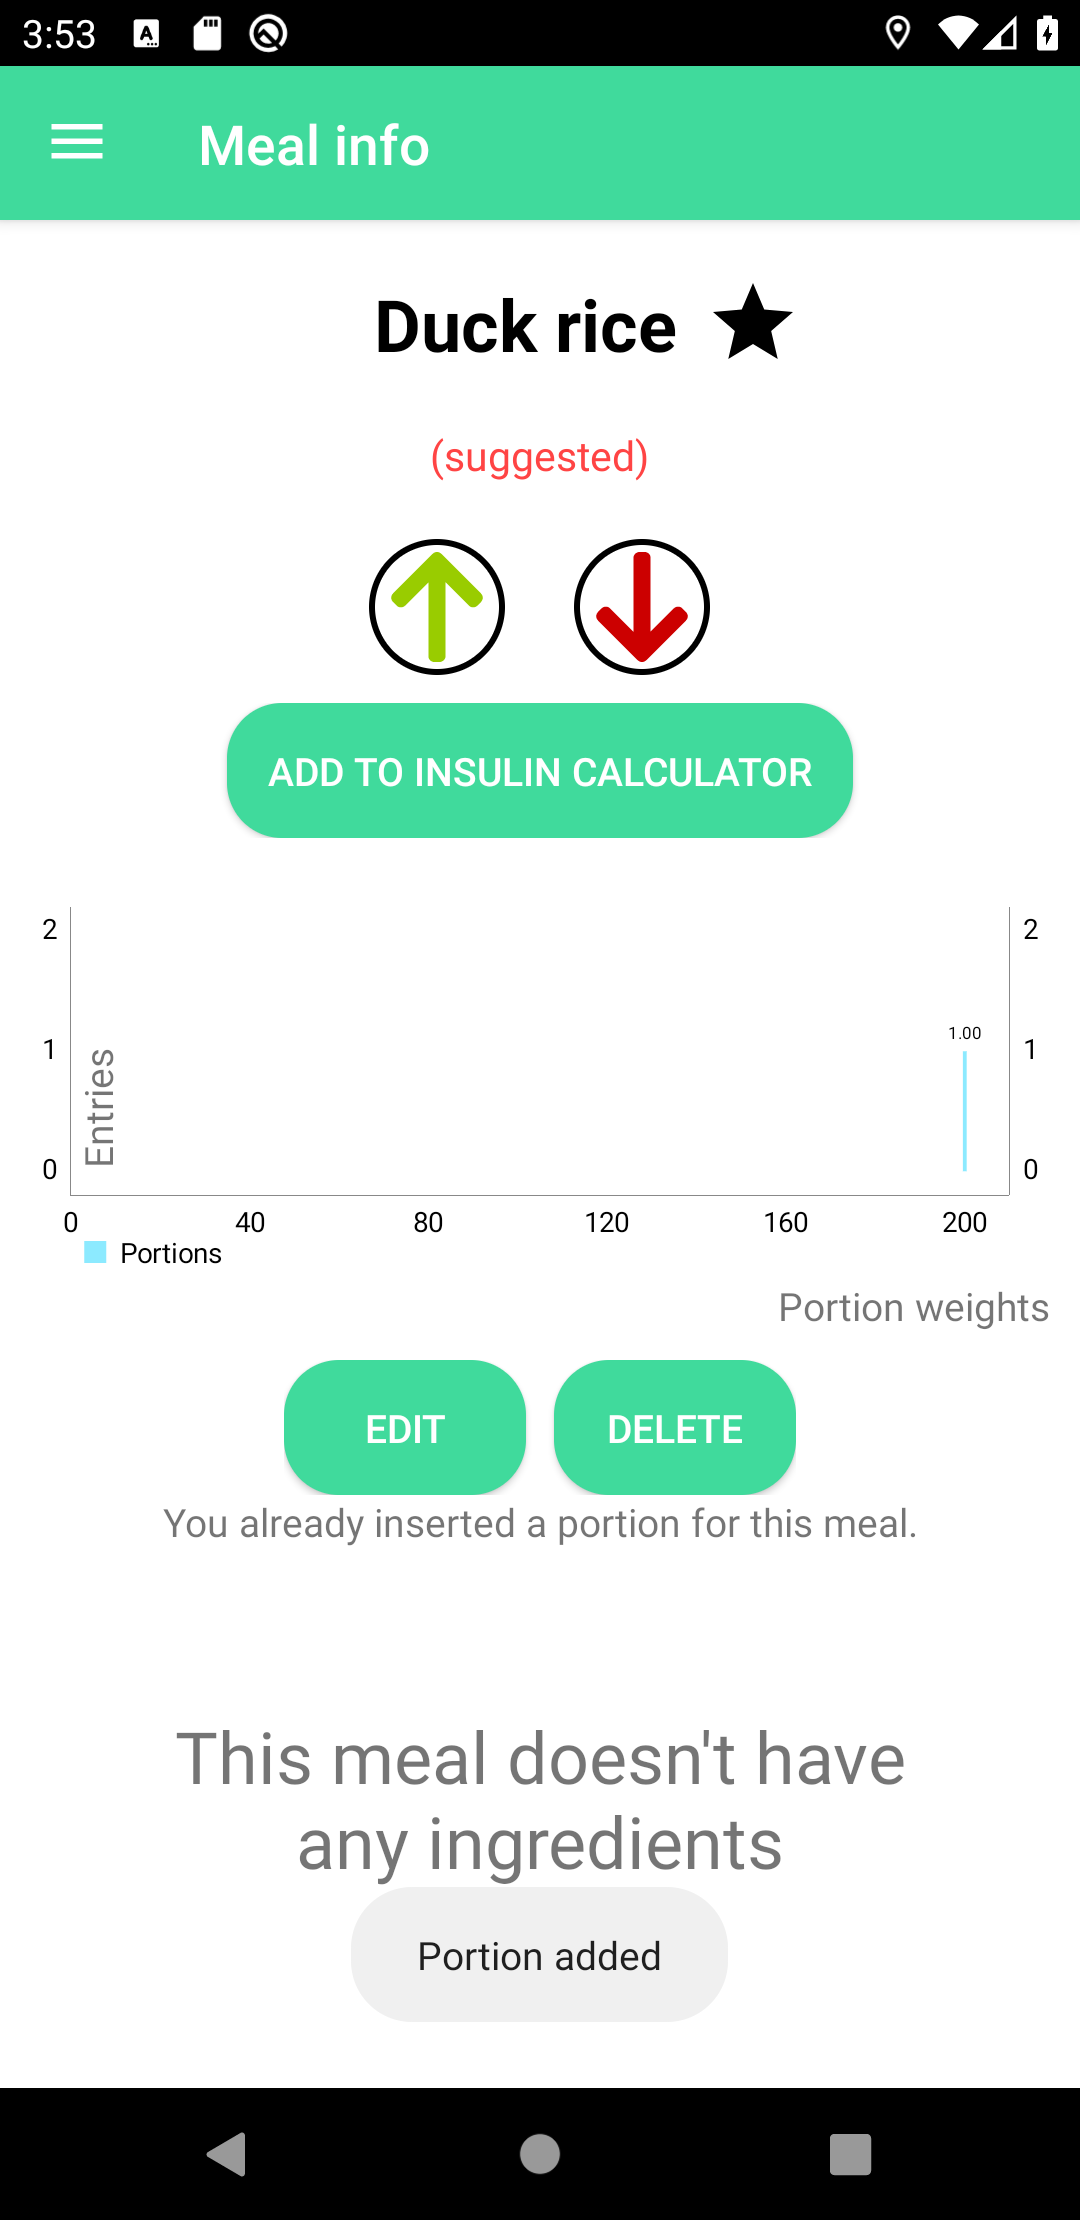 3:53
Meal info
Duck rice
(suggested)
ADD TO INSULIN CALCULATOR
2 2
1.00
1 1
Entries
0 0
0 40 80 120 160 200
Portions
Portion weights
EDIT DELETE
You already inserted a portion for this meal.
This meal doesn't have
any ingredients
Portion added